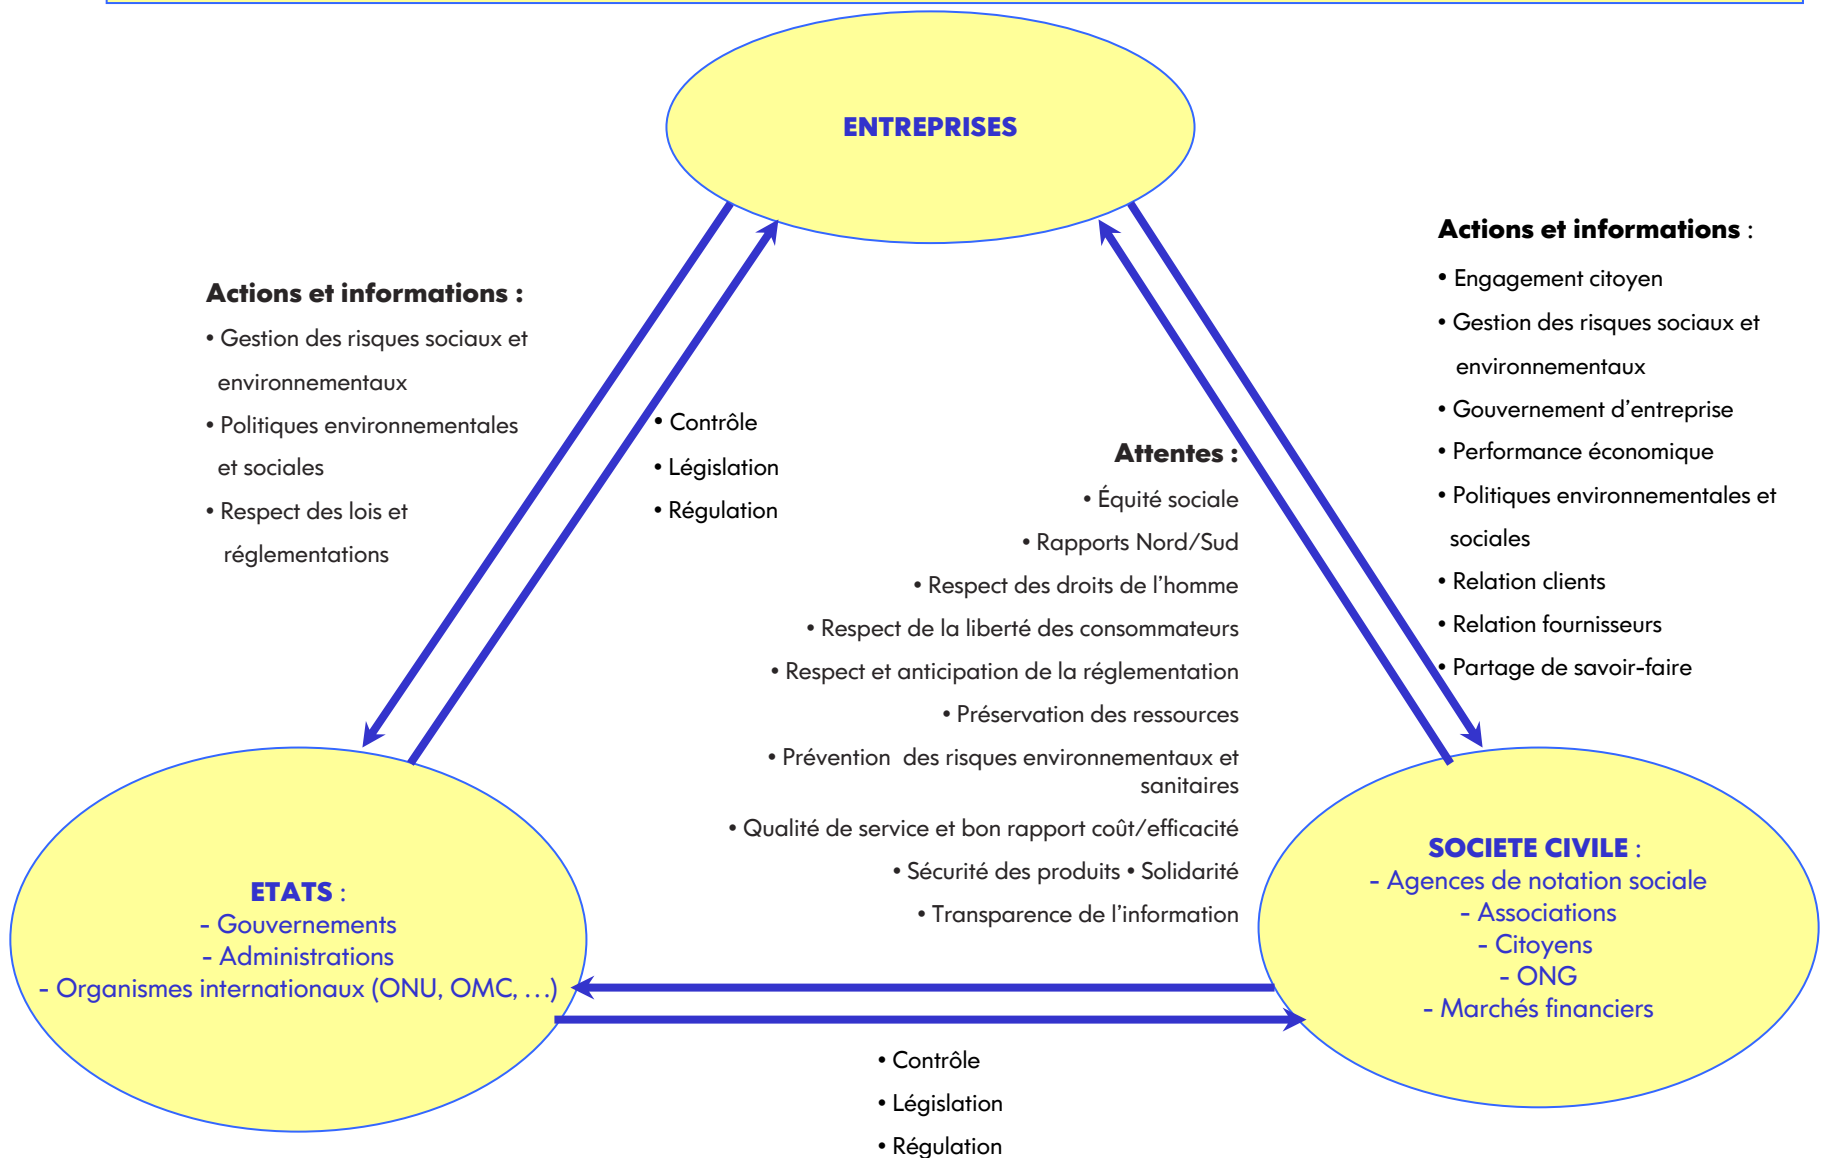 ENTREPRISES
Actions et informations :
• Gestion des risques sociaux et
environnementaux
• Politiques environnementales
et sociales
• Respect des lois et
réglementations
• Contrôle
• Législation
• Régulation
Attentes :
• Équité sociale
• Rapports Nord/Sud
• Respect des droits de l'homme
• Respect de la liberté des consommateurs
• Respect et anticipation de la réglementation
• Préservation des ressources
• Prévention des risques environnementaux et
sanitaires
• Qualité de service et bon rapport coût/efficacité
• Sécurité des produits • Solidarité
• Transparence de l'information
Actions et informations :
• Engagement citoyen
• Gestion des risques sociaux et
environnementaux
• Gouvernement d'entreprise
• Performance économique
• Politiques environnementales et
sociales
• Relation clients
• Relation fournisseurs
• Partage de savoir-faire
ETATS :
- Gouvernements
- Administrations
- Organismes internationaux (ONU, OMC, …)
SOCIETE CIVILE :
- Agences de notation sociale
- Associations
- Citoyens
- ONG
- Marchés financiers
• Contrôle
• Législation
• Régulation